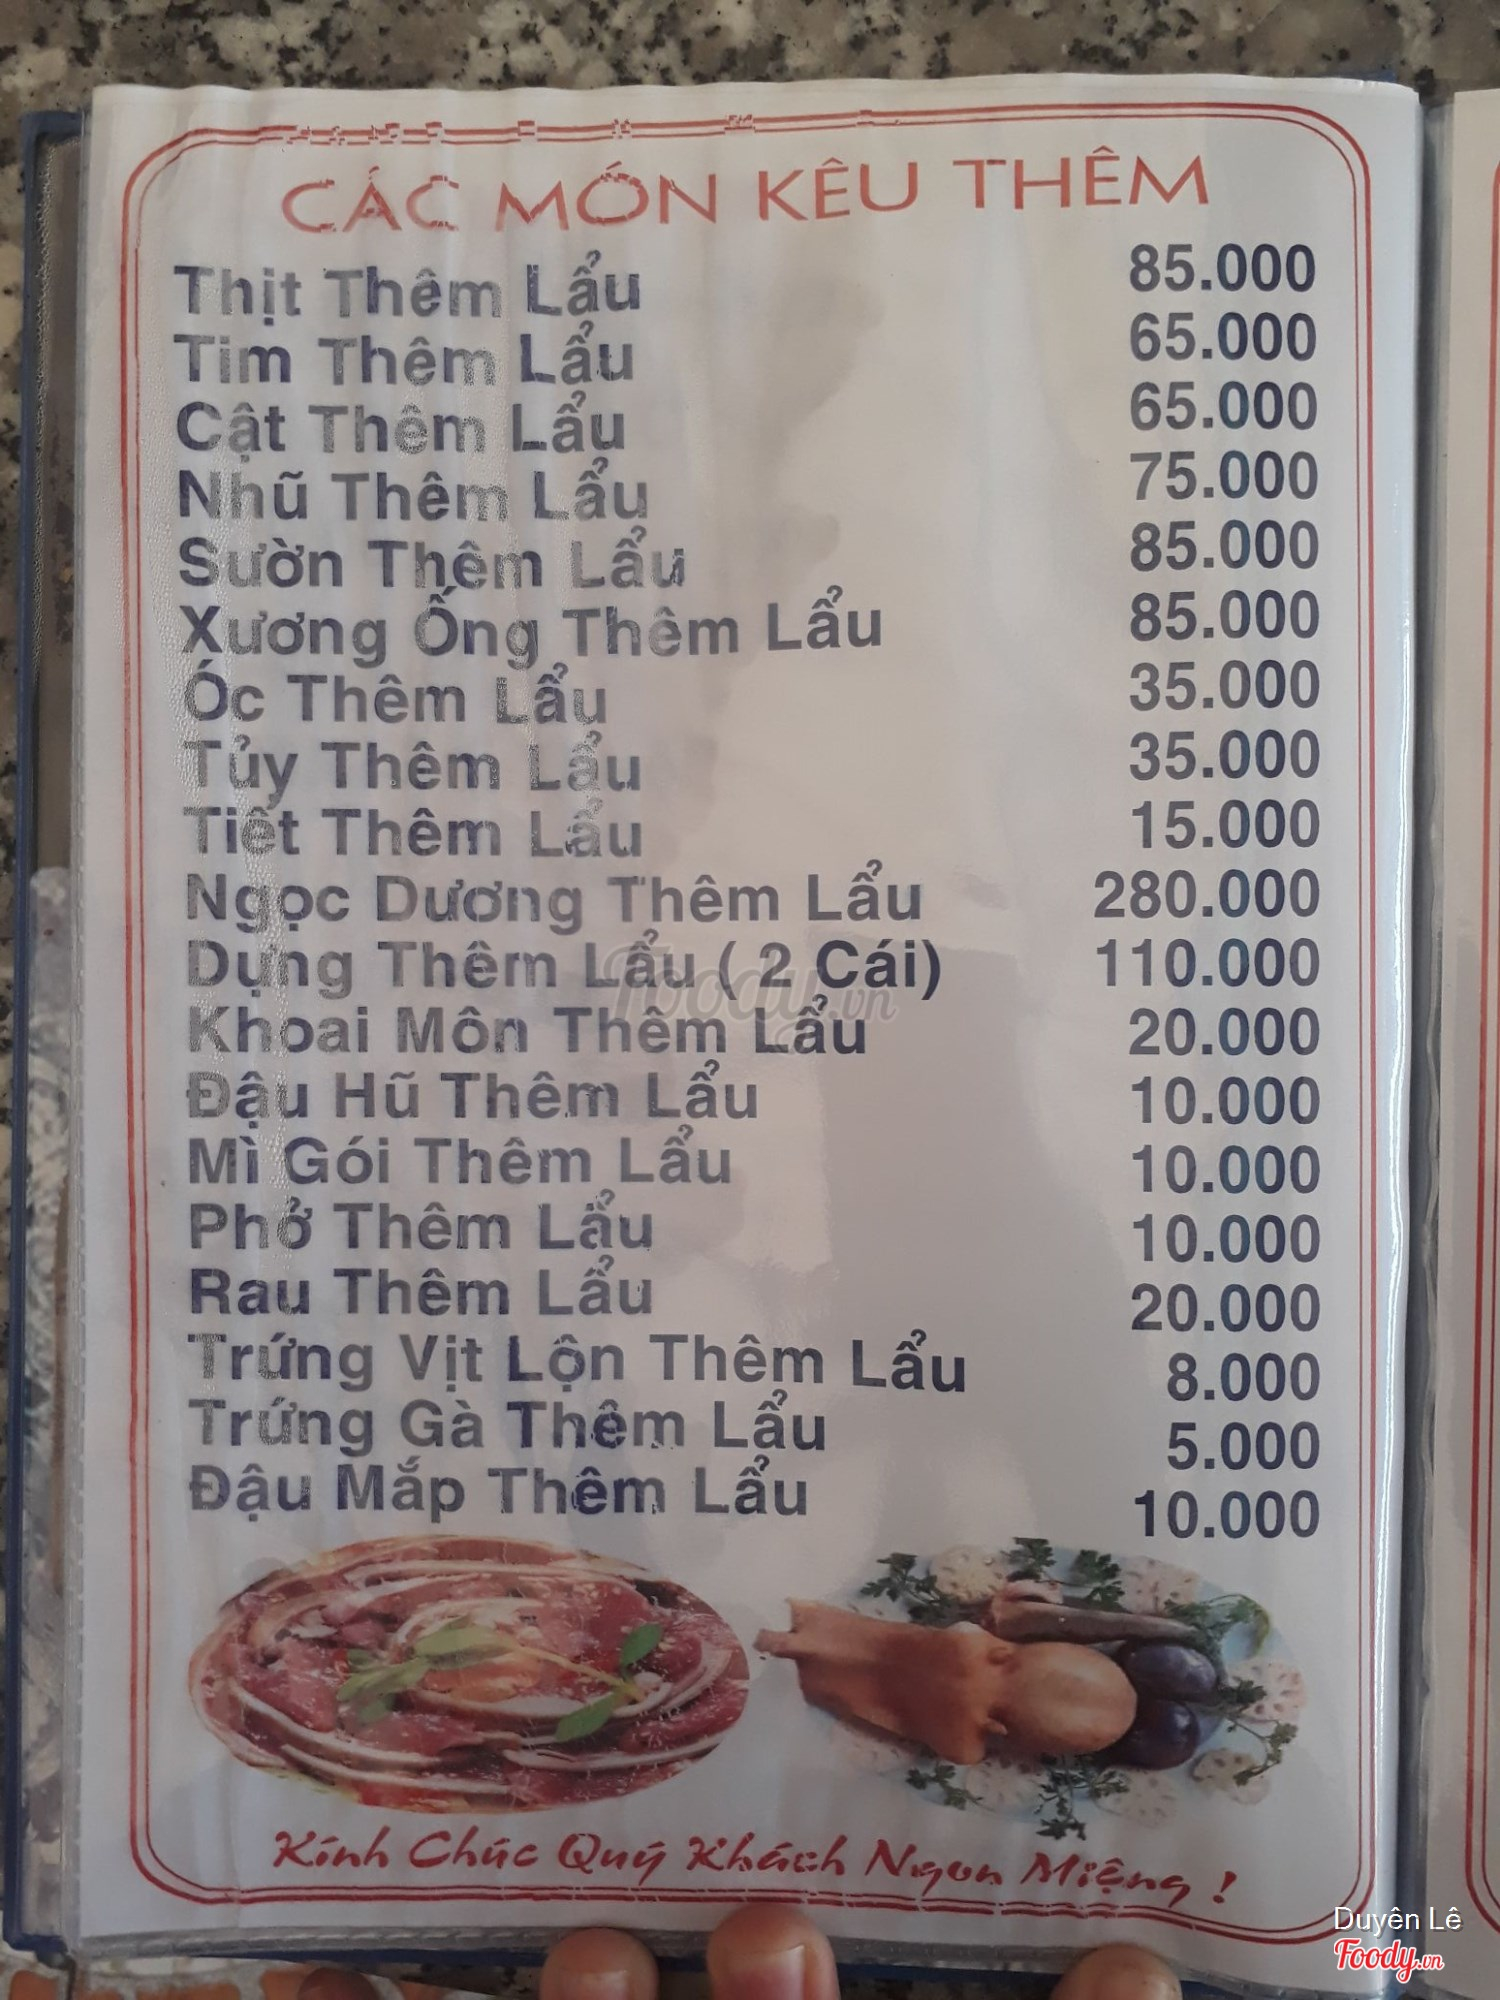 CÁC MÓN KÊU THÊM
Thịt Thêm Lẩu 85.000
Tim Thêm Lẩu 65.000
Cật Thêm Lẩu 65.000
Nhũ Thêm Lẩu 75.000
Sườn Thêm Lẩu 85.000
Xương Ống Thêm Lẩu 85.000
Óc Thêm Lẩu 35.000
Tủy Thêm Lẩu 35.000
Tiết Thêm Lẩu 15.000
Ngọc Dương Thêm Lẩu 280.000
Dựng Thêm Lẩu ( 2 Cái) 110.000
Khoai Môn Thêm Lẩu 20.000
Đậu Hũ Thêm Lẩu 10.000
Mì Gói Thêm Lẩu 10.000
Phở Thêm Lẩu 10.000
Rau Thêm Lẩu 20.000
Trứng Vịt Lộn Thêm Lẩu 8.000
Trứng Gà Thêm Lẩu 5.000
Đậu Mắp Thêm Lẩu 10.000
Foody.vn
Kính Chúc Quý Khách Ngon Miệng !
Duyên Lê
Foody.vn